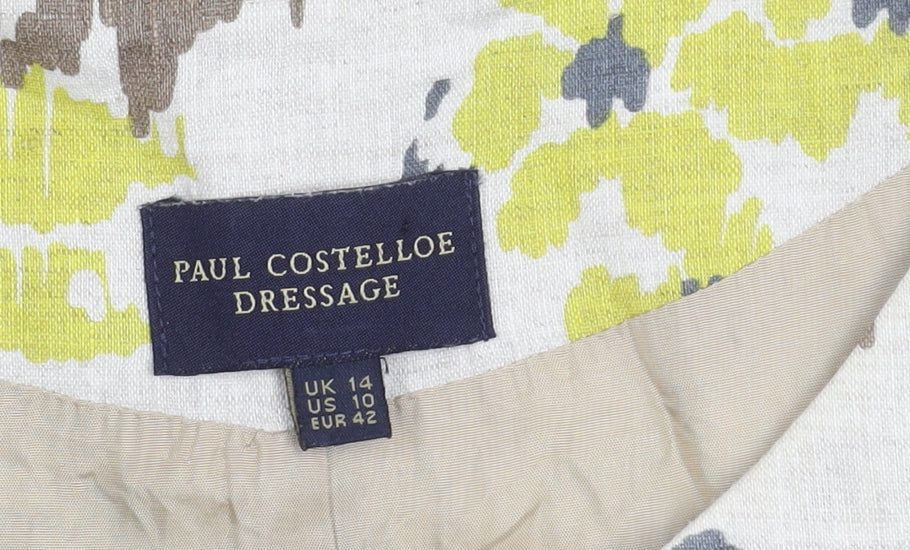 PAUL COSTELLOE
DRESSAGE
UK 14
US 10
EUR 42